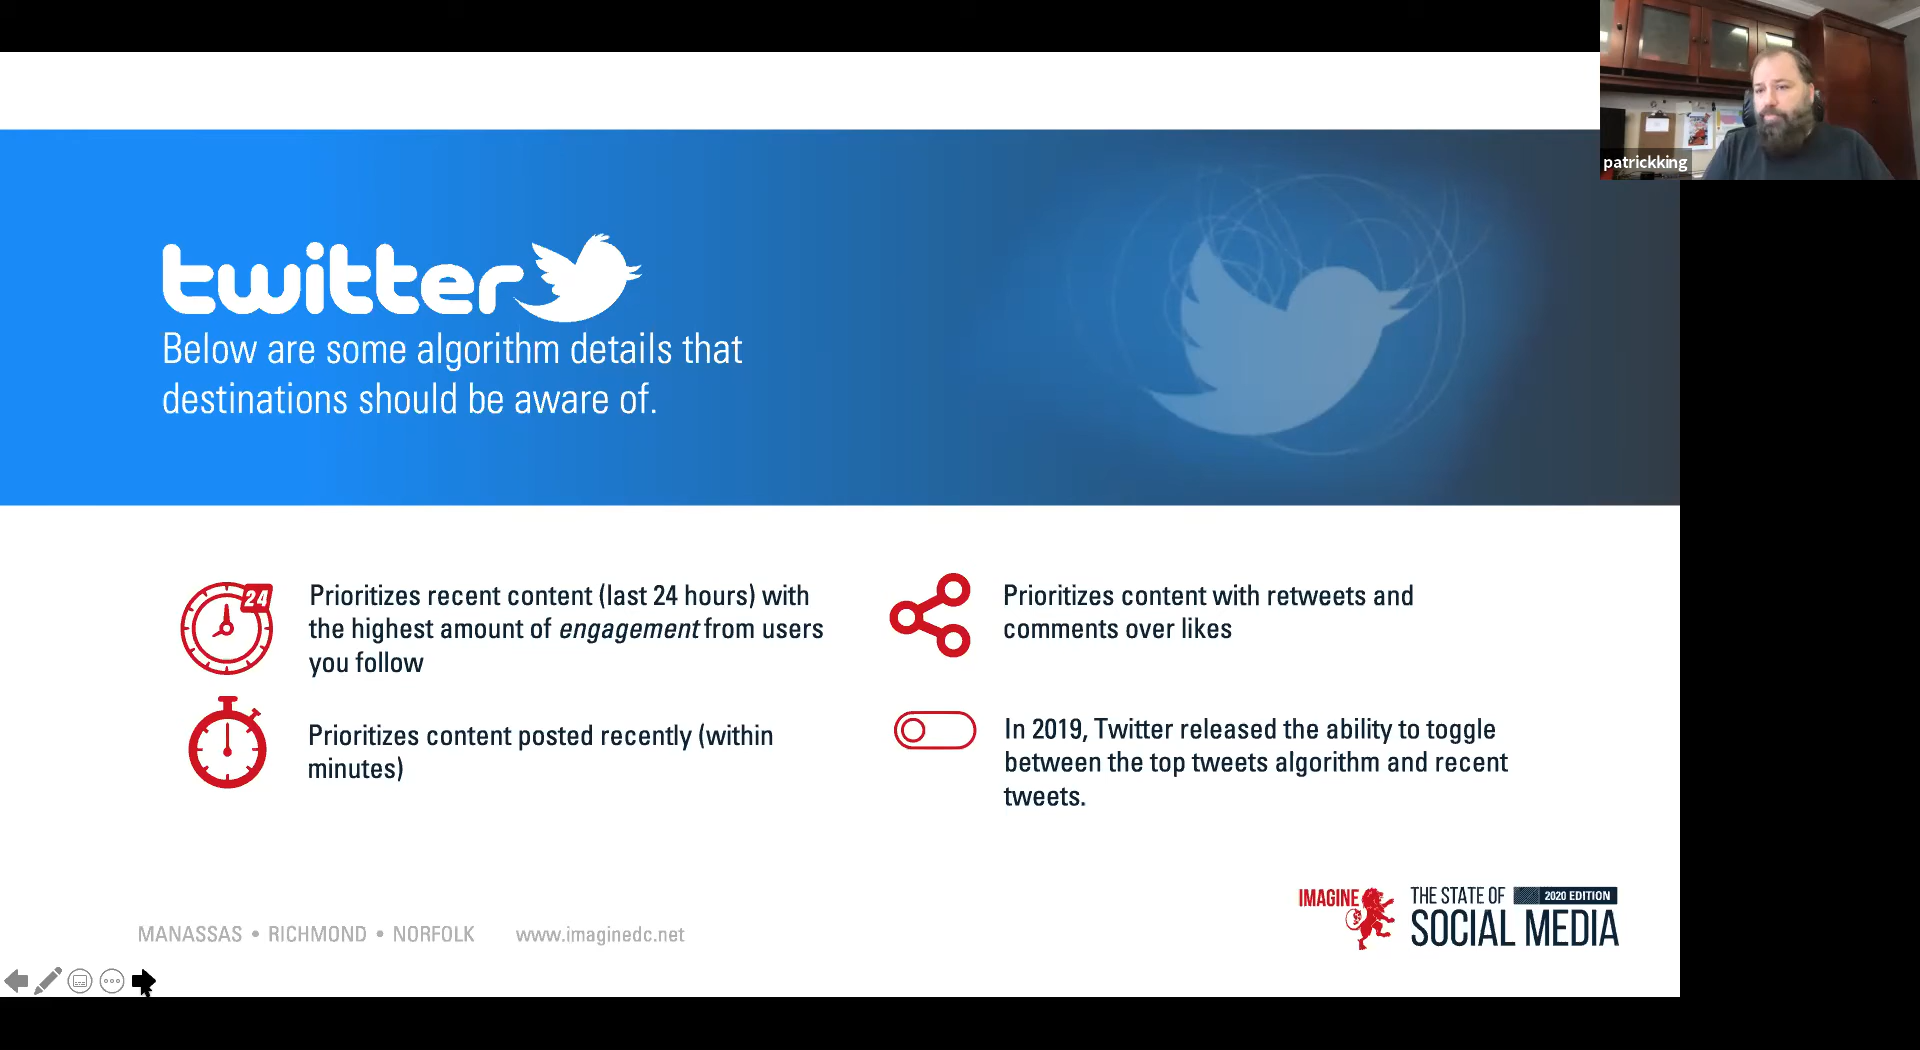 patrickking
twitter
Below are some algorithm details that
destinations should be aware of.
24
Prioritizes recent content (last 24 hours) with
the highest amount of engagement from users
you follow
Prioritizes content posted recently (within
minutes)
Prioritizes content with retweets and
comments over likes
In 2019, Twitter released the ability to toggle
between the top tweets algorithm and recent
tweets.
MANASSAS • RICHMOND • NORFOLK www.imaginedc.net
IMAGINE
THE STATE OF 2020 EDITION
SOCIAL MEDIA